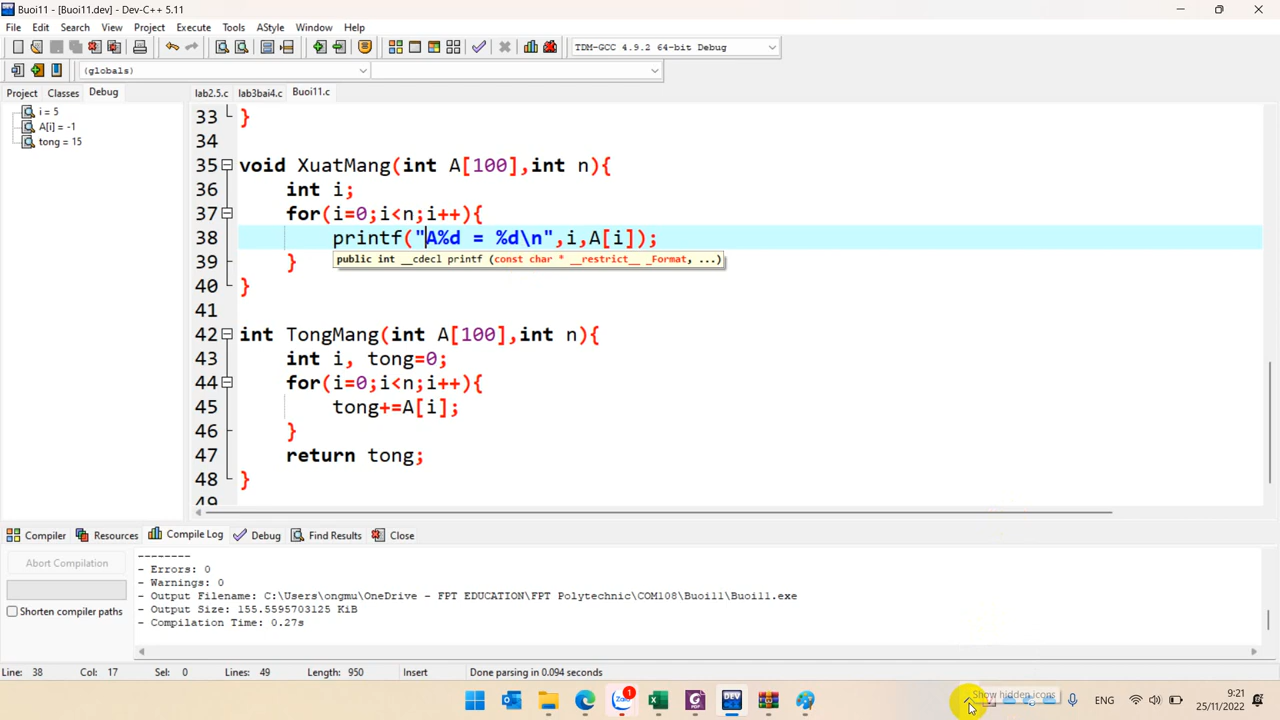 Buoi11 - [Buoi11.dev] - Dev-C++ 5.11
File Edit Search View Project Execute Tools AStyle Window Help
TDM-GCC 4.9.2 64-bit Debug
(globals)
Project Classes Debug
lab2.5.c lab3bai4.c Buoi11.c
i = 5
A[i] = -1
tong = 15
33 }
34
35 void XuatMang(int A[100],int n){
36 int i;
37 for(i=0;i<n;i++){
38 printf("A%d = %d\n",i,A[i]);
public int __cdecl printf (const char * __restrict__ _Format, ...)
39 }
40 }
41
42 int TongMang(int A[100],int n){
43 int i, tong=0;
44 for(i=0;i<n;i++){
45 tong+=A[i];
46 }
47 return tong;
48 }
49
Compiler Resources Compile Log Debug Find Results Close
Abort Compilation
Shorten compiler paths
--------
- Errors: 0
- Warnings: 0
- Output Filename: C:\Users\ongmu\OneDrive - FPT EDUCATION\FPT Polytechnic\COM108\Buoi11\Buoi11.exe
- Output Size: 155.5595703125 KiB
- Compilation Time: 0.27s
Line: 38 Col: 17 Sel: 0 Lines: 49 Length: 950 Insert Done parsing in 0.094 seconds
Show hidden icons
Zalo
1
DEV
ENG
9:21
25/11/2022